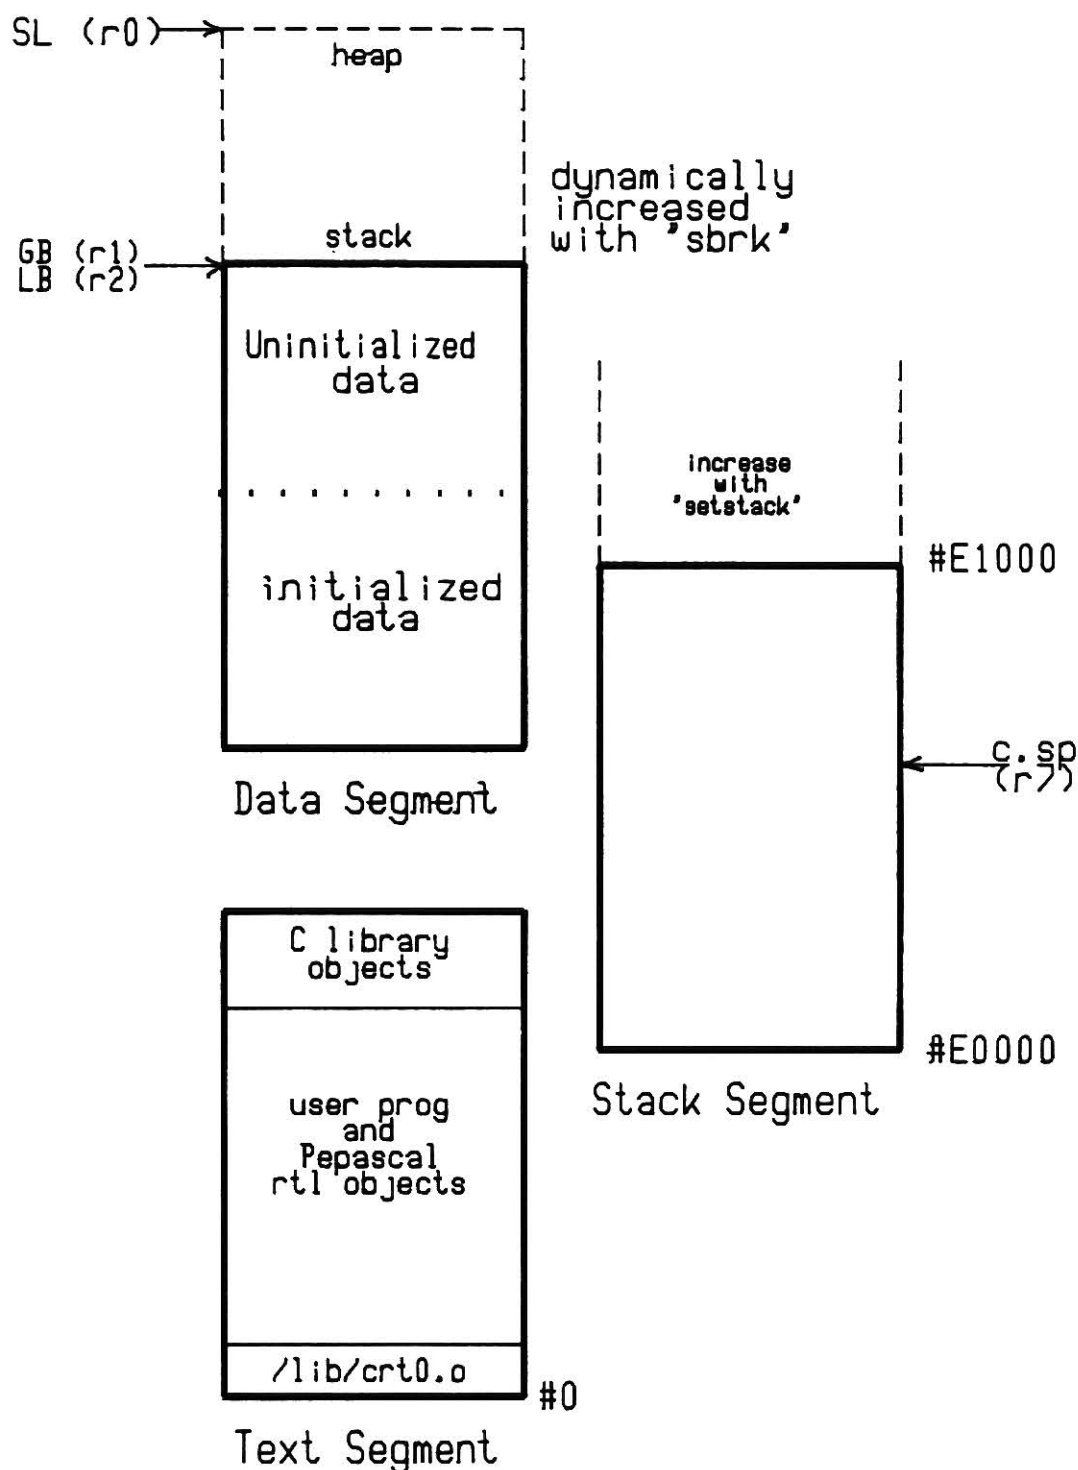 SL (r0)
heap
dynamically
increased
with 'sbrk'
stack
GB (r1)
LB (r2)
Uninitialized
data
initialized
data
Data Segment
increase
with
'setstack'
#E1000
c.sp
(r7)
#E0000
Stack Segment
C library
objects
user prog
and
Pepascal
rtl objects
/lib/crt0.o
#0
Text Segment